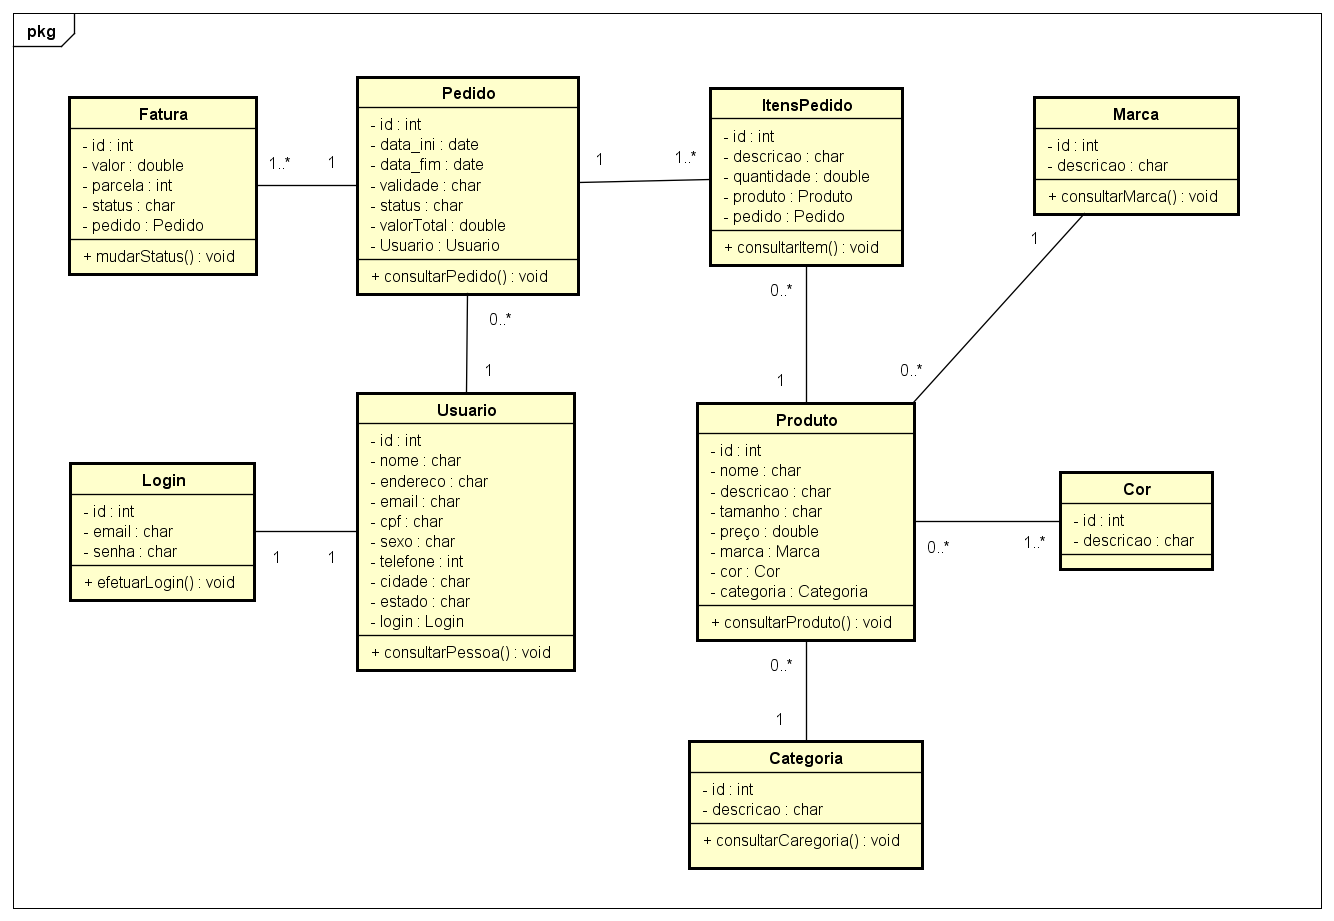 pkg
Fatura
- id : int
- valor : double
- parcela : int
- status : char
- pedido : Pedido
+ mudarStatus() : void
1..*
1
Pedido
- id : int
- data_ini : date
- data_fim : date
- validade : char
- status : char
- valorTotal : double
- Usuario : Usuario
+ consultarPedido() : void
1
1..*
ItensPedido
- id : int
- descricao : char
- quantidade : double
- produto : Produto
- pedido : Pedido
+ consultarItem() : void
Marca
- id : int
- descricao : char
+ consultarMarca() : void
1
0..*
0..*
1
0..*
1
Login
- id : int
- email : char
- senha : char
+ efetuarLogin() : void
1
1
Usuario
- id : int
- nome : char
- endereco : char
- email : char
- cpf : char
- sexo : char
- telefone : int
- cidade : char
- estado : char
- login : Login
+ consultarPessoa() : void
Produto
- id : int
- nome : char
- descricao : char
- tamanho : char
- preço : double
- marca : Marca
- cor : Cor
- categoria : Categoria
+ consultarProduto() : void
0..*
1..*
Cor
- id : int
- descricao : char
0..*
1
Categoria
- id : int
- descricao : char
+ consultarCaregoria() : void